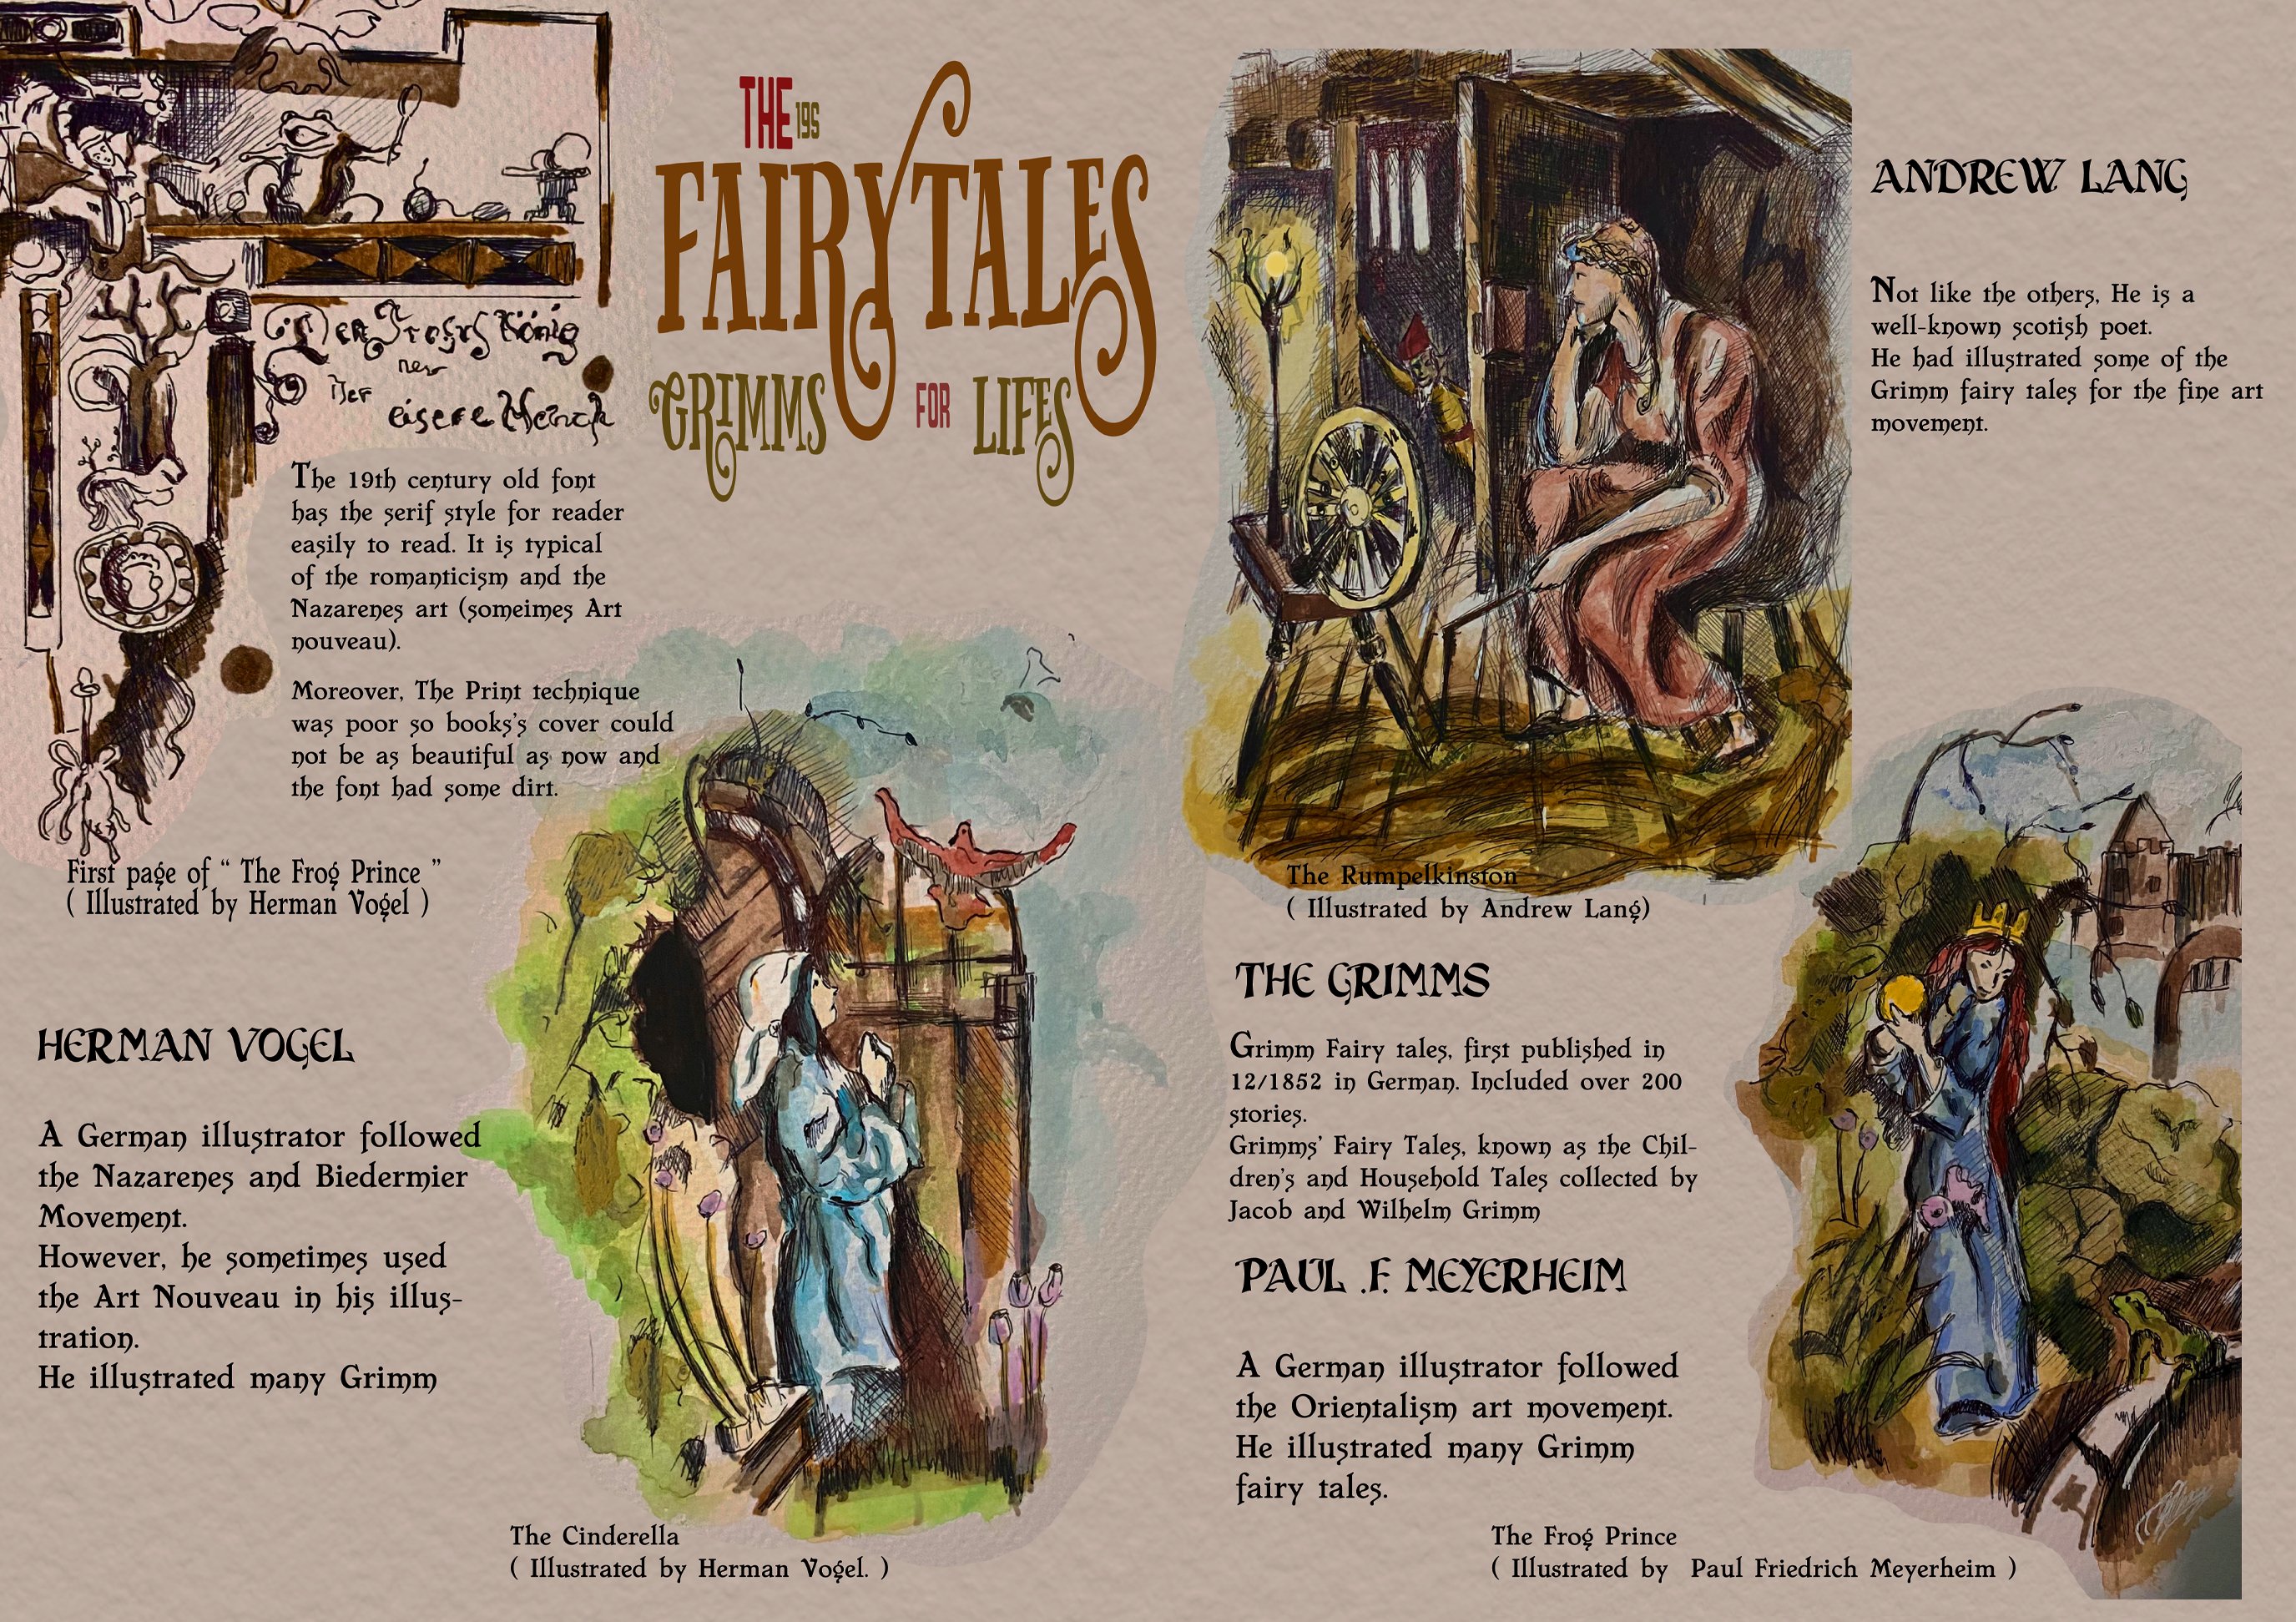 THE 19S
FAIRYTALES
GRIMMS FOR LIFES
Der Froschkönig
Der
eisere
The 19th century old font
has the serif style for reader
easily to read. It is typical
of the romanticism and the
Nazarenes art (someimes Art
nouveau).
Moreover, The Print technique
was poor so books's cover could
not be as beautiful as now and
the font had some dirt.
First page of “ The Frog Prince ”
( Illustrated by Herman Vogel )
HERMAN VOGEL
A German illustrator followed
the Nazarenes and Biedermier
Movement.
However, he sometimes used
the Art Nouveau in his illus-
tration.
He illustrated many Grimm
The Cinderella
( Illustrated by Herman Vogel. )
ANDREW LANG
Not like the others, He is a
well-known scotish poet.
He had illustrated some of the
Grimm fairy tales for the fine art
movement.
The Rumpelkinston
( Illustrated by Andrew Lang)
THE GRIMMS
Grimm Fairy tales, first published in
12/1852 in German. Included over 200
stories.
Grimms' Fairy Tales, known as the Chil-
dren's and Household Tales collected by
Jacob and Wilhelm Grimm
PAUL .F. MEYERHEIM
A German illustrator followed
the Orientalism art movement.
He illustrated many Grimm
fairy tales.
The Frog Prince
( Illustrated by Paul Friedrich Meyerheim )